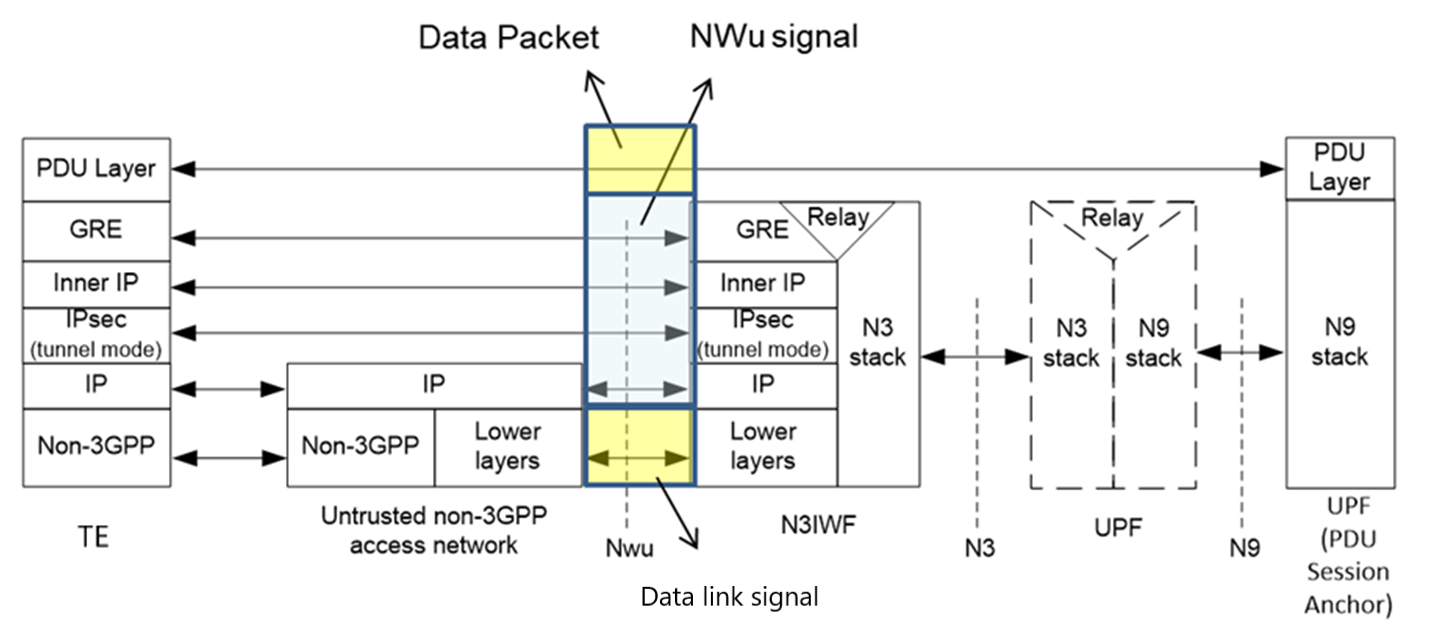 Data Packet
NWu signal
PDU Layer
GRE
Inner IP
IPsec
(tunnel mode)
IP
Non-3GPP
TE
IP
Non-3GPP
Lower
layers
Untrusted non-3GPP
access network
Nwu
Data link signal
GRE
Relay
Inner IP
IPsec
(tunnel mode)
IP
Lower
layers
N3
stack
N3IWF
N3
Relay
N3
stack
N9
stack
UPF
N9
PDU
Layer
N9
stack
UPF
(PDU
Session
Anchor)